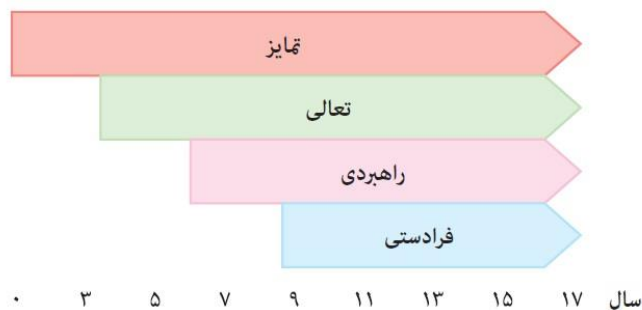 تمایز
تعالی
راهبردی
فرادستی
۰ ۳ ۵ ۷ ۹ ۱۱ ۱۳ ۱۵ ۱۷ سال